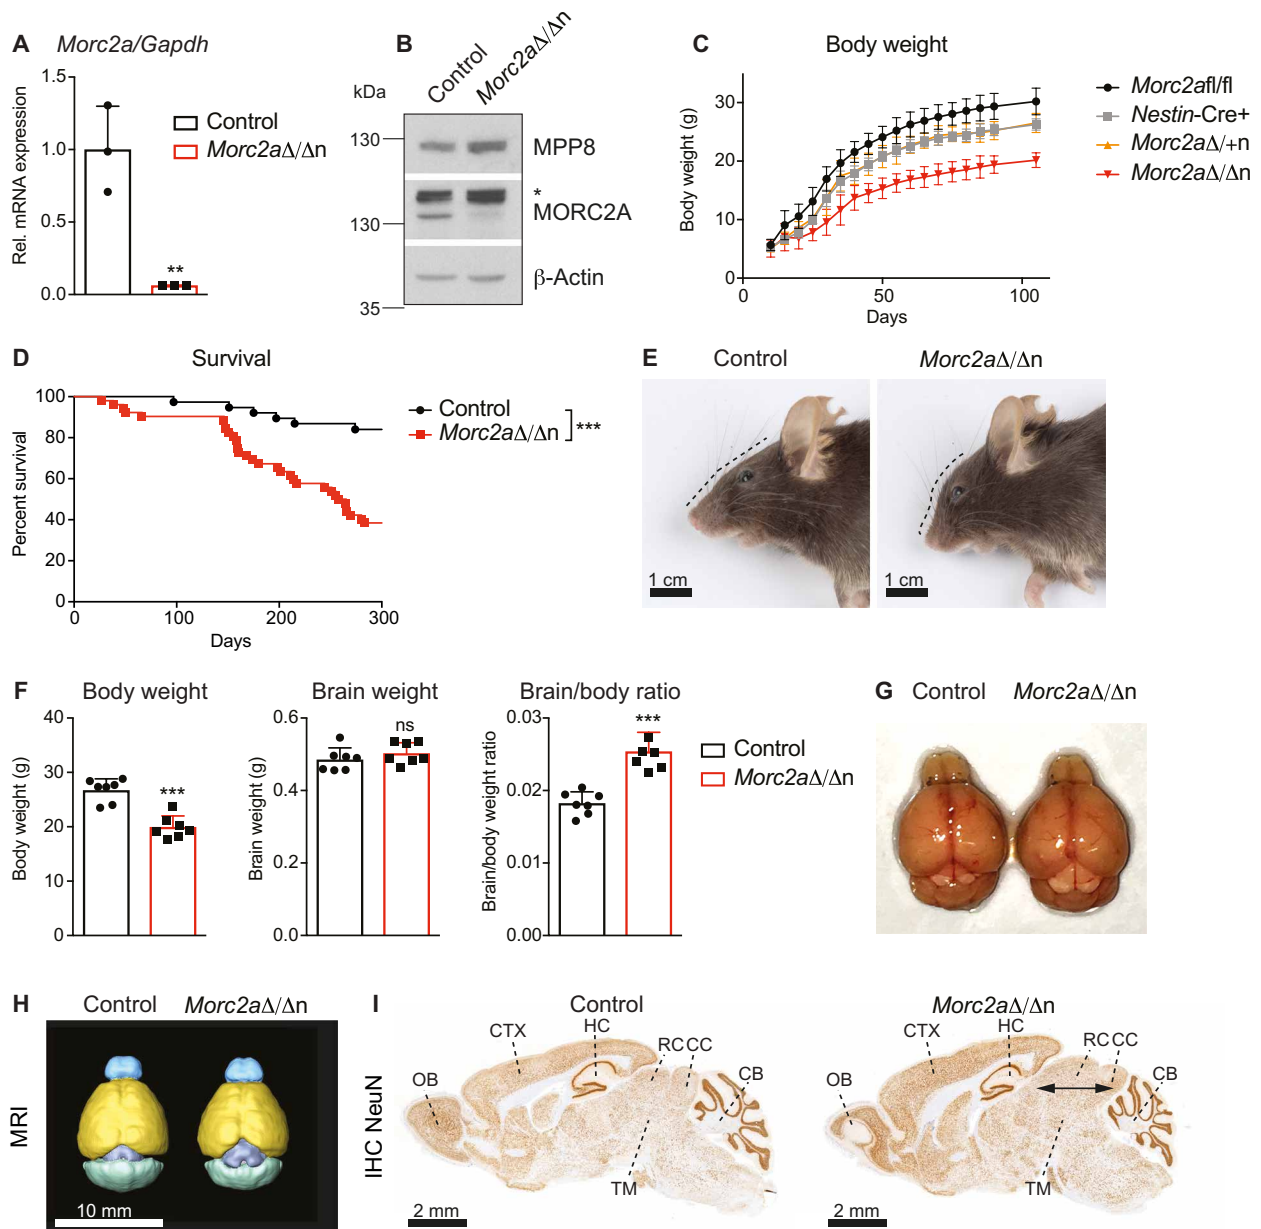 A Morc2a/Gapdh
Rel. mRNA expression
1.5
1.0
0.5
0.0
**
Control
Morc2aΔ/Δn
B
Control
Morc2aΔ/Δn
kDa
130
130
35
MPP8
*
MORC2A
β-Actin
C Body weight
Body weight (g)
30
20
10
0
0 50 100
Days
Morc2afl/fl
Nestin-Cre+
Morc2aΔ/+n
Morc2aΔ/Δn
D Survival
Percent survival
100
80
60
40
20
0
0 100 200 300
Days
Control
Morc2aΔ/Δn
***
E Control Morc2aΔ/Δn
1 cm 1 cm
F Body weight
Body weight (g)
40
30
20
10
0
***
Brain weight
Brain weight (g)
0.6
0.4
0.2
0.0
ns
Brain/body ratio
Brain/body weight ratio
0.03
0.02
0.01
0.00
***
Control
Morc2aΔ/Δn
G Control Morc2aΔ/Δn
H Control Morc2aΔ/Δn
MRI
10 mm
I Control Morc2aΔ/Δn
IHC NeuN
CTX HC RC CC
OB CB
TM
2 mm
CTX HC RC CC
OB CB
TM
2 mm